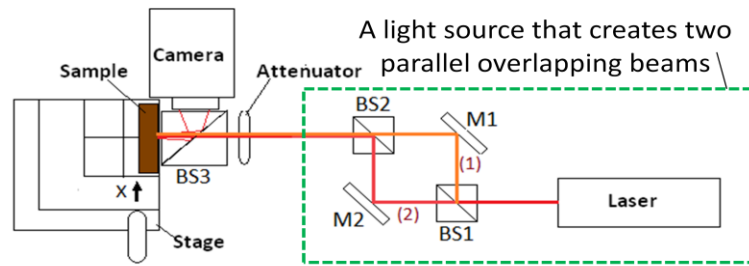 A light source that creates two
parallel overlapping beams
Camera
Sample
Attenuator
BS2
M1
(1)
BS3
X
M2
(2)
BS1
Laser
Stage